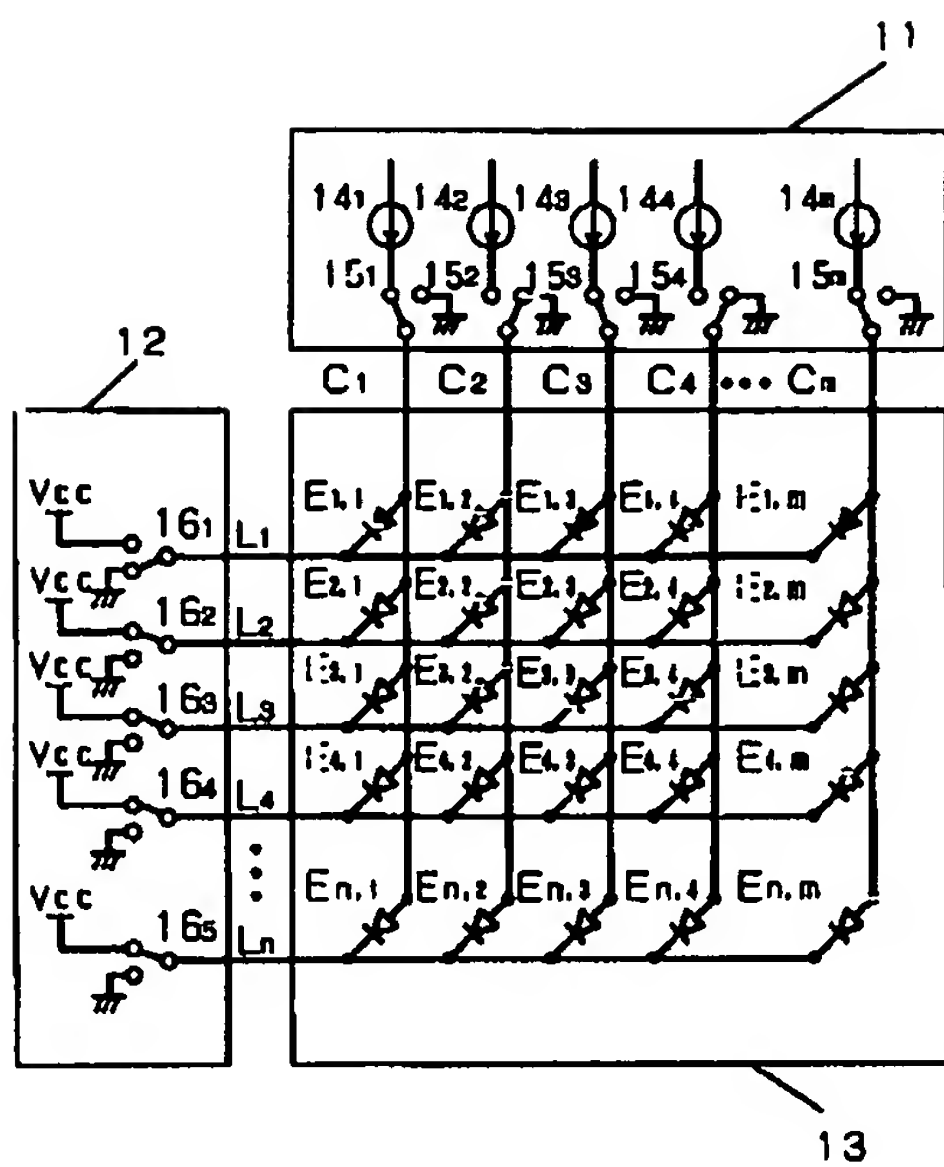 11
14₁ 14₂ 14₃ 14₄ 14m
15₁ 15₂ 15₃ 15₄ 15m
12
C₁ C₂ C₃ C₄ ••• Cm
Vcc
16₁ L₁ E₁,₁ E₁,₂ E₁,₃ E₁,₄ E₁,m
Vcc
16₂ L₂ E₂,₁ E₂,₂ E₂,₃ E₂,₄ E₂,m
Vcc
16₃ L₃ E₃,₁ E₃,₂ E₃,₃ E₃,₄ E₃,m
Vcc
16₄ L₄ E₄,₁ E₄,₂ E₄,₃ E₄,₄ E₄,m
Vcc
16₅ Ln En,₁ En,₂ En,₃ En,₄ En,m
13